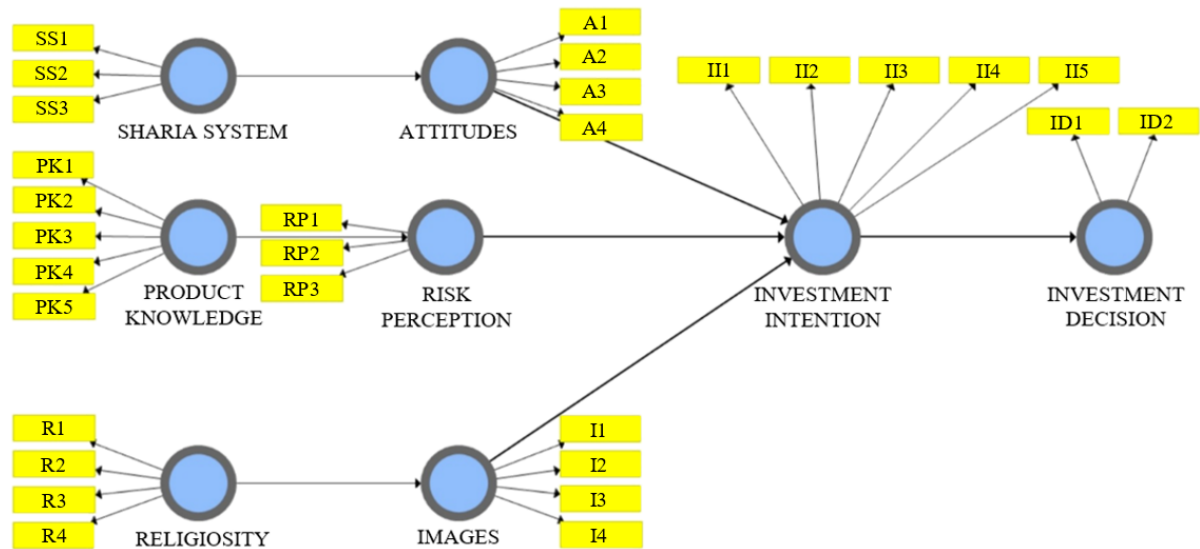 SS1
SS2
SS3
SHARIA SYSTEM
ATTITUDES
A1
A2
A3
A4
II1
II2
II3
II4
II5
ID1
ID2
PK1
PK2
PK3
PK4
PK5
PRODUCT
KNOWLEDGE
RP1
RP2
RP3
RISK
PERCEPTION
INVESTMENT
INTENTION
INVESTMENT
DECISION
R1
R2
R3
R4
RELIGIOSITY
IMAGES
I1
I2
I3
I4